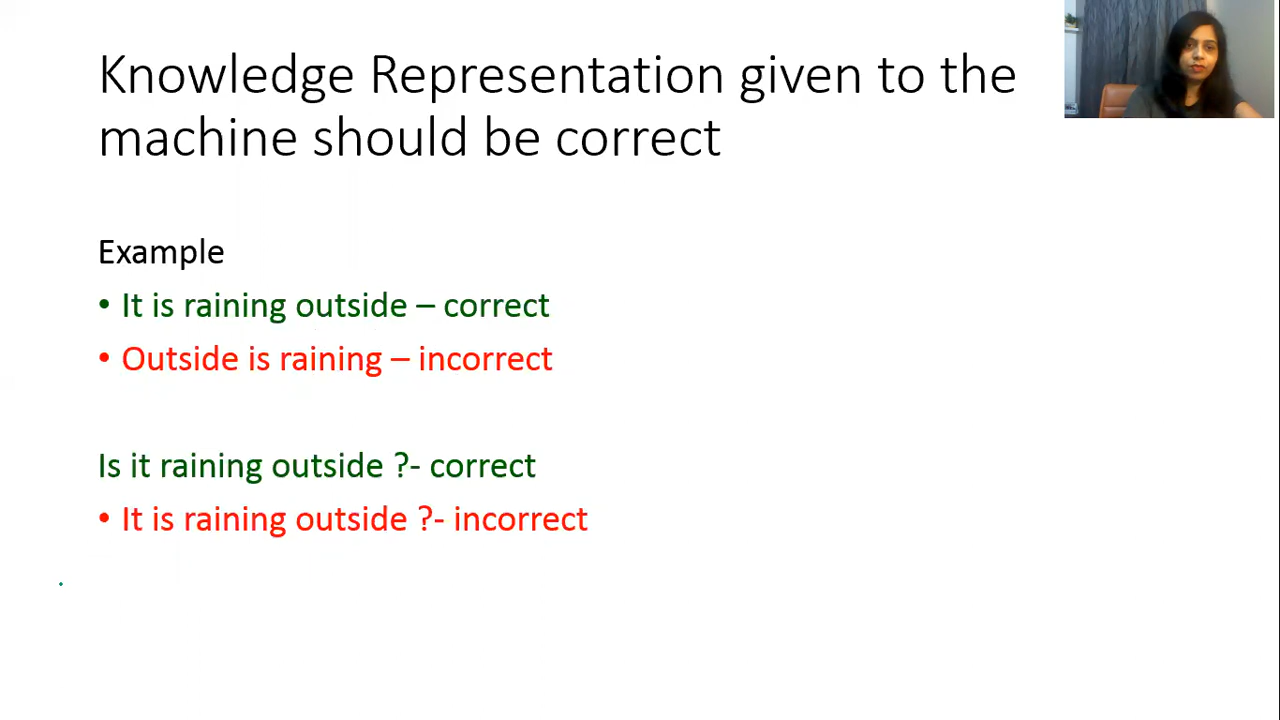 Knowledge Representation given to the
machine should be correct
Example
• It is raining outside – correct
• Outside is raining – incorrect
Is it raining outside ?- correct
• It is raining outside ?- incorrect